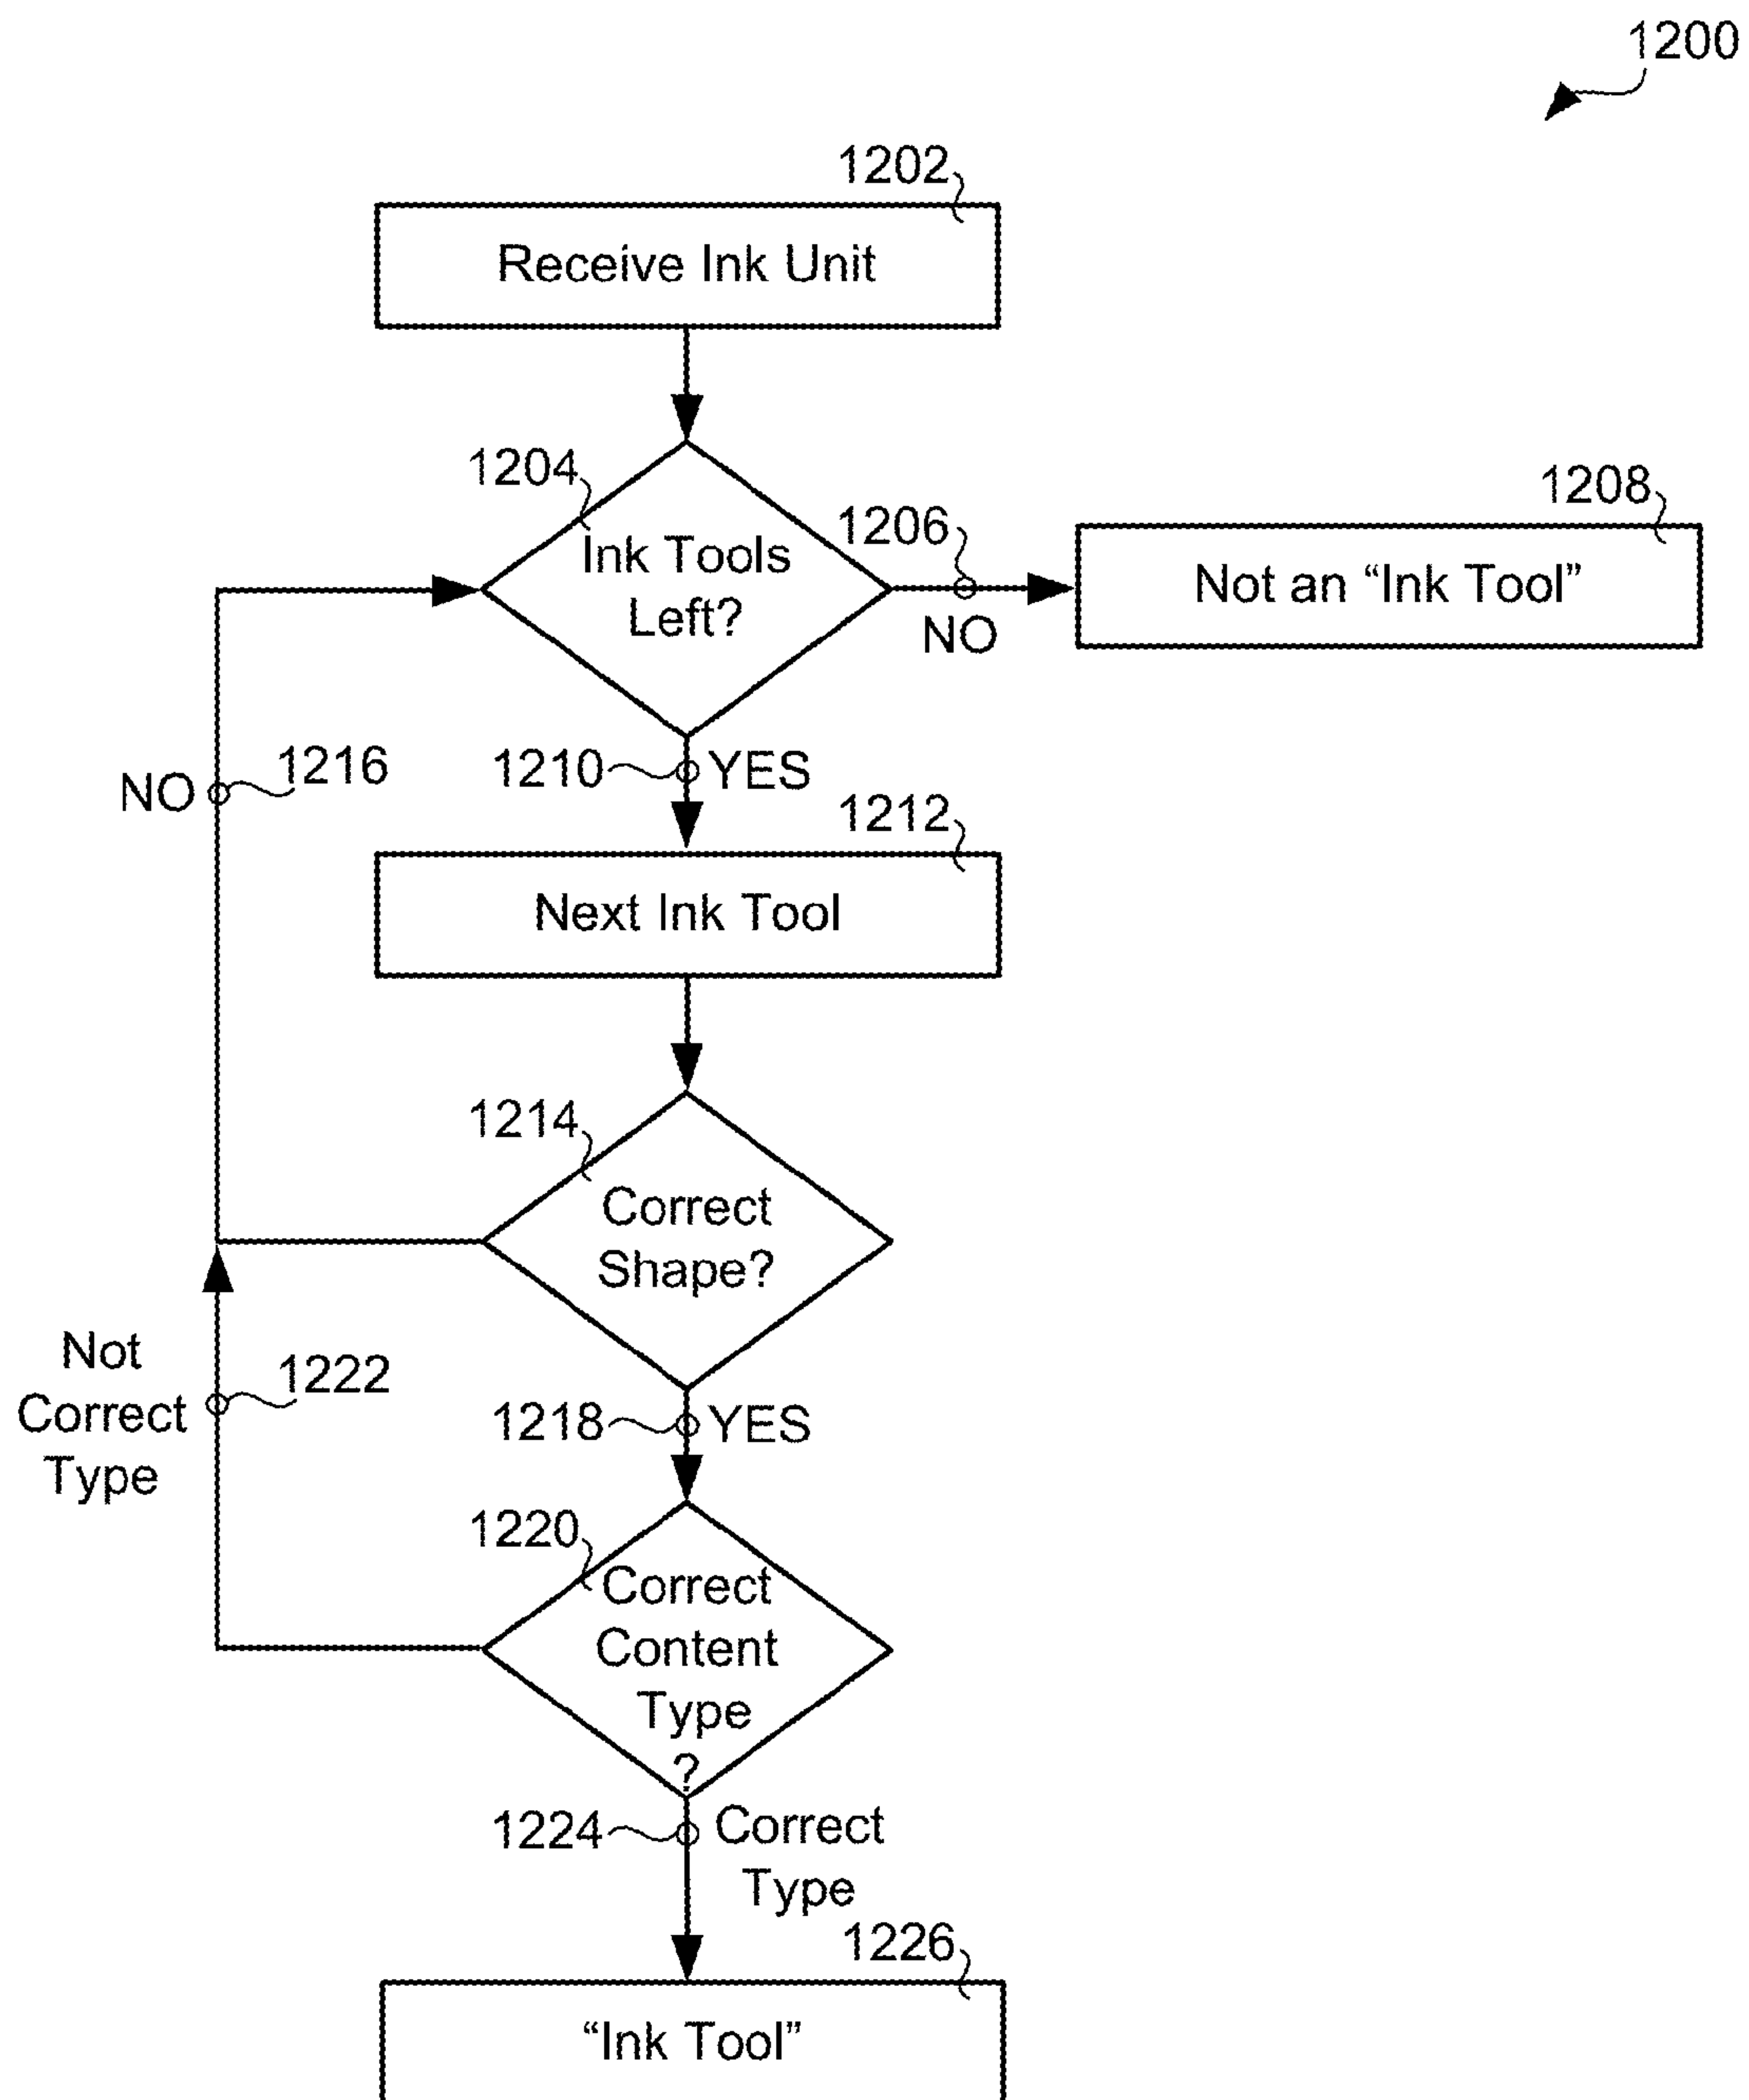 1200
1202
Receive Ink Unit
1204
Ink Tools
Left?
1206
NO
1208
Not an “Ink Tool”
1210
YES
NO
1216
1212
Next Ink Tool
1214
Correct
Shape?
Not
Correct
Type
1222
1218
YES
1220
Correct
Content
Type
?
1224
Correct
Type
1226
“Ink Tool”